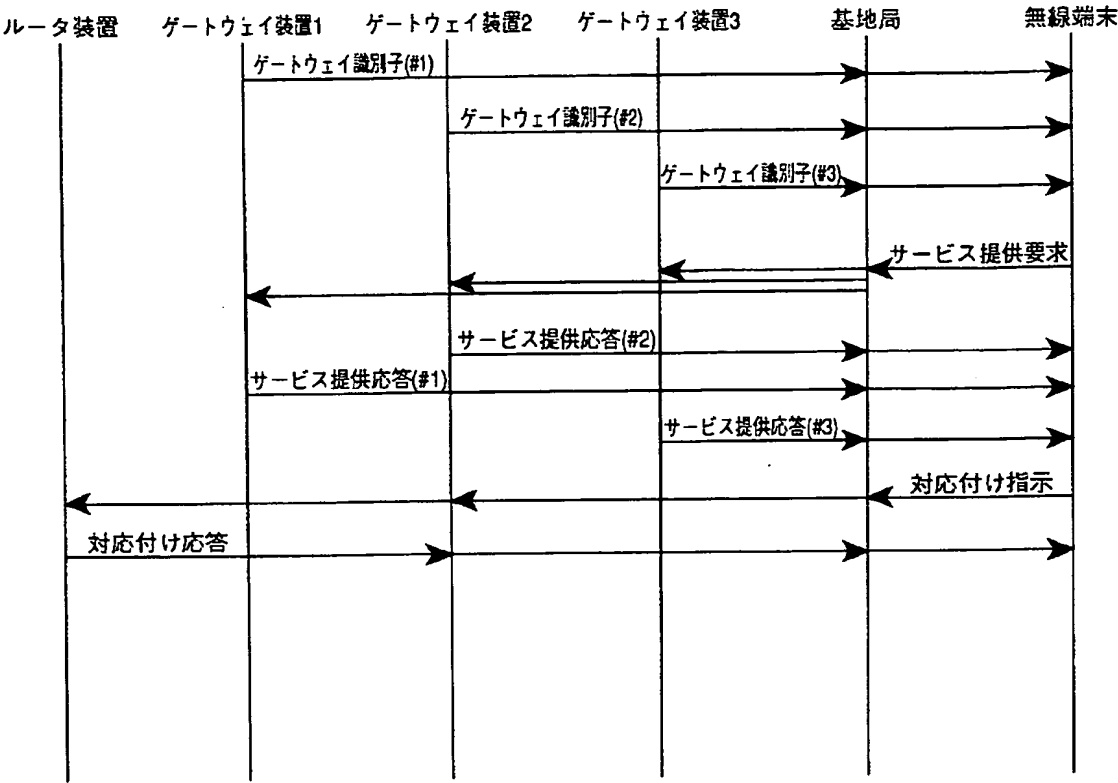 ルータ装置
ゲートウェイ装置1
ゲートウェイ装置2
ゲートウェイ装置3
基地局
無線端末
ゲートウェイ識別子(#1)
ゲートウェイ識別子(#2)
ゲートウェイ識別子(#3)
サービス提供要求
サービス提供応答(#2)
サービス提供応答(#1)
サービス提供応答(#3)
対応付け指示
対応付け応答